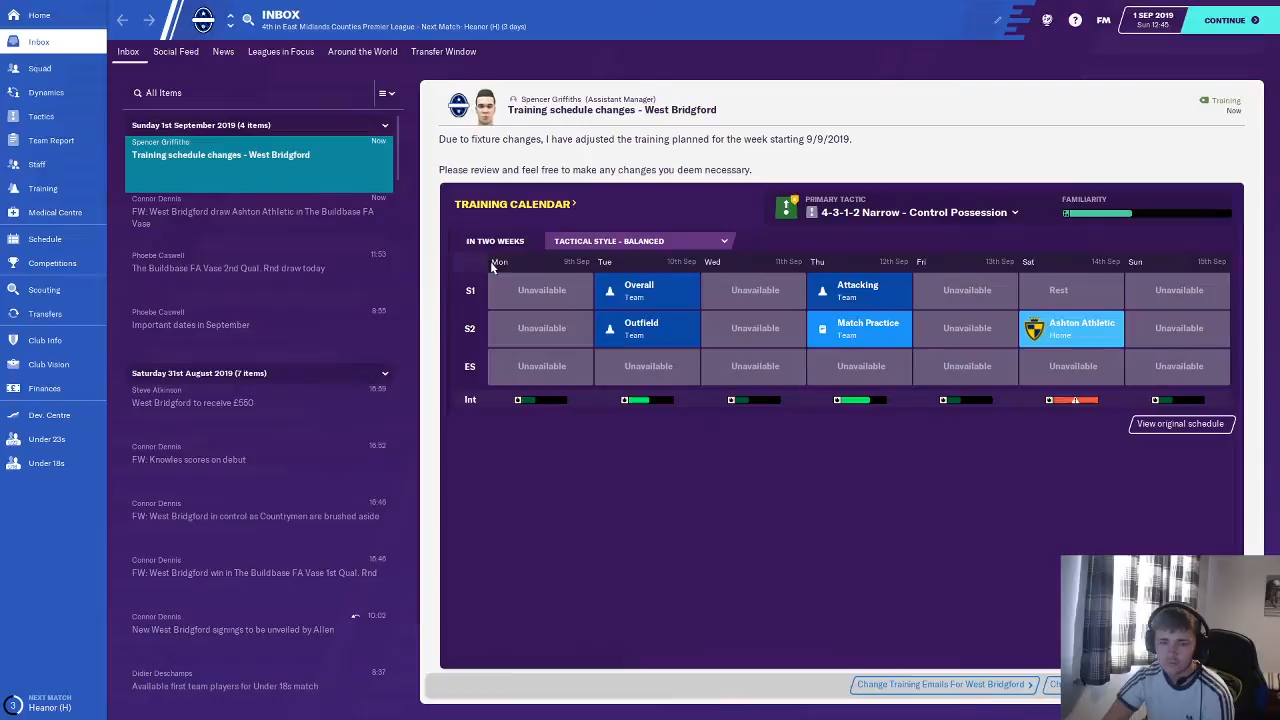 Home
Inbox
Squad
Dynamics
Tactics
Team Report
Staff
Training
Medical Centre
Schedule
Competitions
Scouting
Transfers
Club Info
Club Vision
Finances
Dev. Centre
Under 23s
Under 18s
3
NEXT MATCH
Heanor (H)
INBOX
4th in East Midlands Counties Premier League - Next Match: Heanor (H) (3 days)
FM
1 SEP 2019
Sun 12:45
CONTINUE
Inbox Social Feed News Leagues in Focus Around the World Transfer Window
All Items
Sunday 1st September 2019 (4 items)
Spencer Griffiths Now
Training schedule changes - West Bridgford
Connor Dennis Now
FW: West Bridgford draw Ashton Athletic in The Buildbase FA
Vase
Phoebe Caswell 11:53
The Buildbase FA Vase 2nd Qual. Rnd draw today
Phoebe Caswell 8:55
Important dates in September
Saturday 31st August 2019 (7 items)
Steve Atkinson 16:59
West Bridgford to receive £550
Connor Dennis 16:52
FW: Knowles scores on debut
Connor Dennis 16:46
FW: West Bridgford in control as Countrymen are brushed aside
Connor Dennis 16:46
FW: West Bridgford win in The Buildbase FA Vase 1st Qual. Rnd
Connor Dennis 10:02
New West Bridgford signings to be unveiled by Allen
Didier Deschamps 8:37
Available first team players for Under 18s match
Spencer Griffiths (Assistant Manager)
Training schedule changes - West Bridgford
Training
Now
Due to fixture changes, I have adjusted the training planned for the week starting 9/9/2019.
Please review and feel free to make any changes you deem necessary.
TRAINING CALENDAR
PRIMARY TACTIC
4-3-1-2 Narrow - Control Possession
FAMILIARITY
IN TWO WEEKS
TACTICAL STYLE - BALANCED
Mon 9th Sep Tue 10th Sep Wed 11th Sep Thu 12th Sep Fri 13th Sep Sat 14th Sep Sun 15th Sep
S1 Unavailable Overall Team Unavailable Attacking Team Unavailable Rest Unavailable
S2 Unavailable Outfield Team Unavailable Match Practice Team Unavailable Ashton Athletic Home Unavailable
ES Unavailable Unavailable Unavailable Unavailable Unavailable Unavailable Unavailable
Int
View original schedule
Change Training Emails For West Bridgford